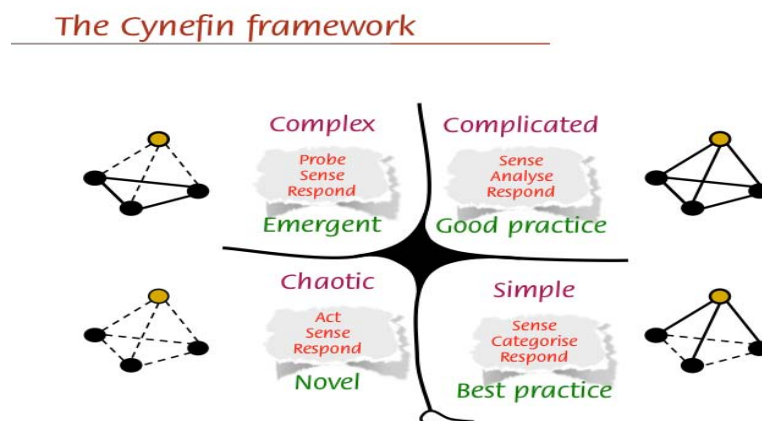 The Cynefin framework
Complex
Probe
Sense
Respond
Emergent
Complicated
Sense
Analyse
Respond
Good practice
Chaotic
Act
Sense
Respond
Novel
Simple
Sense
Categorise
Respond
Best practice